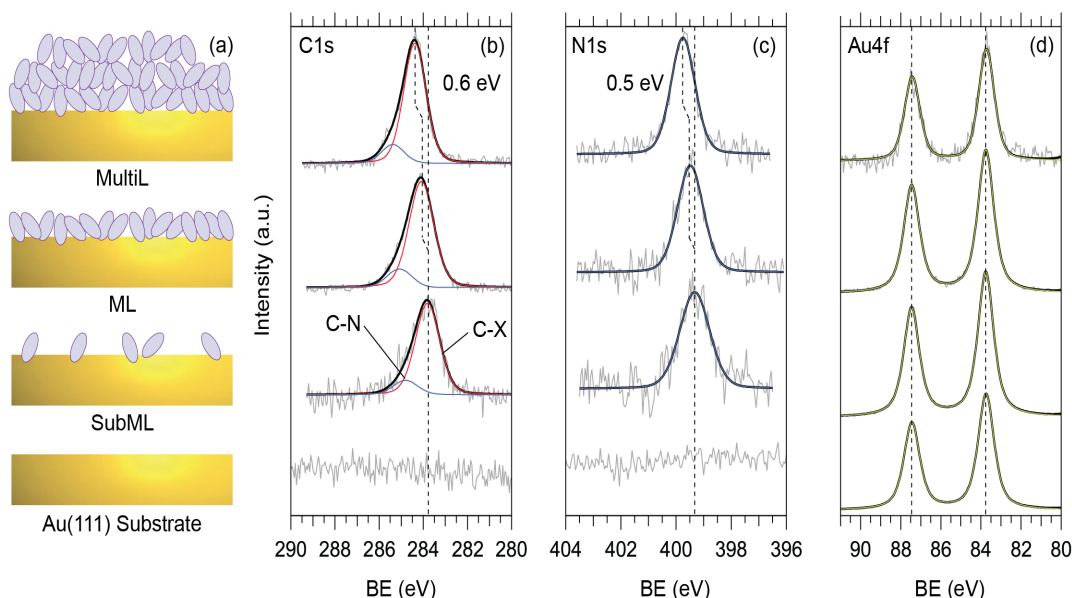 (a)
MultiL
ML
SubML
Au(111) Substrate
Intensity (a.u.)
C1s
(b)
0.6 eV
C-N
C-X
290 288 286 284 282 280
BE (eV)
N1s
(c)
0.5 eV
404 402 400 398 396
BE (eV)
Au4f
(d)
90 88 86 84 82 80
BE (eV)